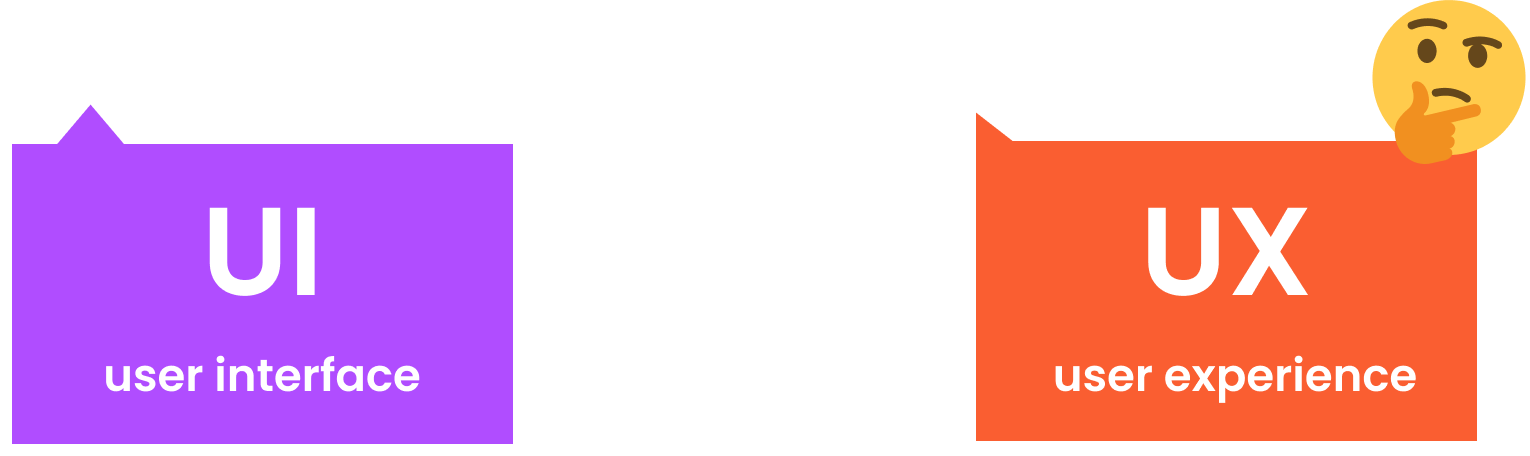 UI
user interface
UX
user experience